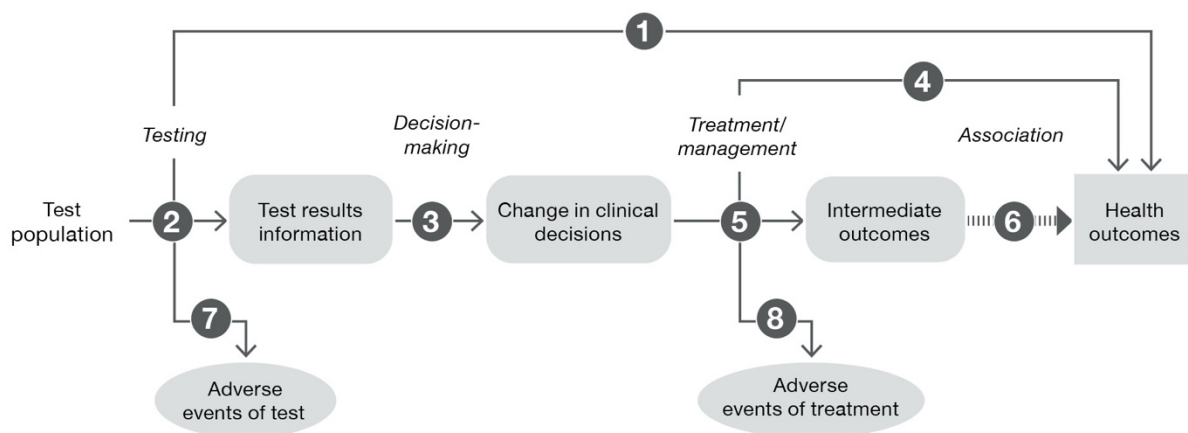 1
4
Testing
Decision-
making
Treatment/
management
Association
Test
population
2
Test results
information
3
Change in clinical
decisions
5
Intermediate
outcomes
6
Health
outcomes
7
8
Adverse
events of test
Adverse
events of treatment